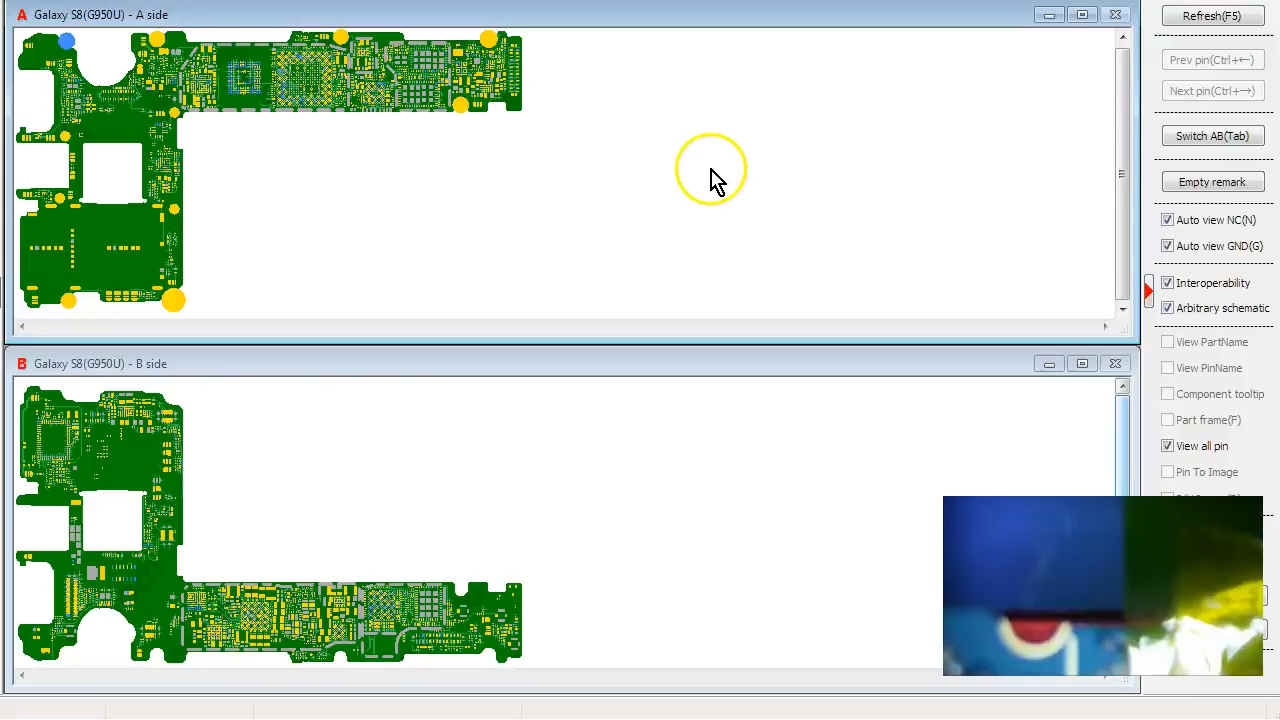 A Galaxy S8(G950U) - A side
B Galaxy S8(G950U) - B side
Refresh(F5)
Prev pin(Ctrl+←)
Next pin(Ctrl+→)
Switch AB(Tab)
Empty remark
Auto view NC(N)
Auto view GND(G)
Interoperability
Arbitrary schematic
View PartName
View PinName
Component tooltip
Part frame(F)
View all pin
Pin To Image